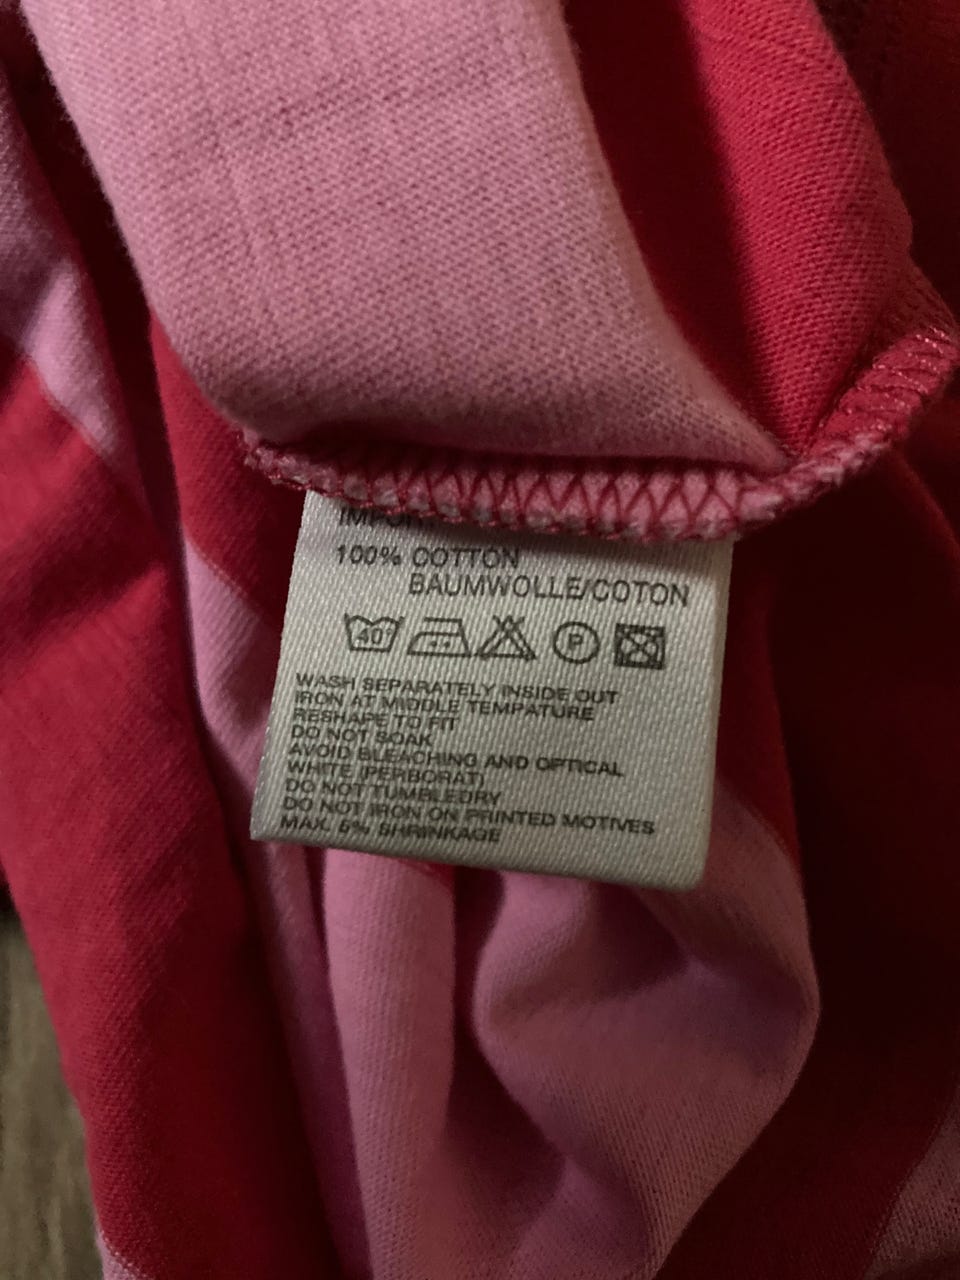 100% COTTON
BAUMWOLLE/COTON
40° P
WASH SEPARATELY INSIDE OUT
IRON AT MIDDLE TEMPATURE
RESHAPE TO FIT
DO NOT SOAK
AVOID BLEACHING AND OPTICAL
WHITE (PERBORAT)
DO NOT TUMBLEDRY
DO NOT IRON ON PRINTED MOTIVES
MAX. 5% SHRINKAGE